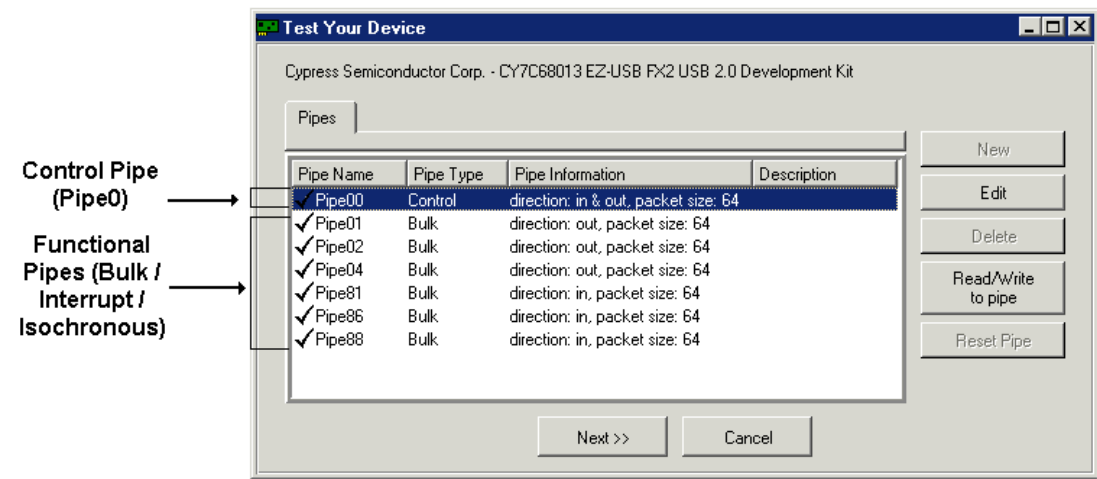 Test Your Device
Cypress Semiconductor Corp. - CY7C68013 EZ-USB FX2 USB 2.0 Development Kit
Pipes
Control Pipe
(Pipe0)
Functional
Pipes (Bulk /
Interrupt /
Isochronous)
Pipe Name Pipe Type Pipe Information Description
Pipe00 Control direction: in & out, packet size: 64
Pipe01 Bulk direction: out, packet size: 64
Pipe02 Bulk direction: out, packet size: 64
Pipe04 Bulk direction: out, packet size: 64
Pipe81 Bulk direction: in, packet size: 64
Pipe86 Bulk direction: in, packet size: 64
Pipe88 Bulk direction: in, packet size: 64
New
Edit
Delete
Read/Write
to pipe
Reset Pipe
Next >> Cancel